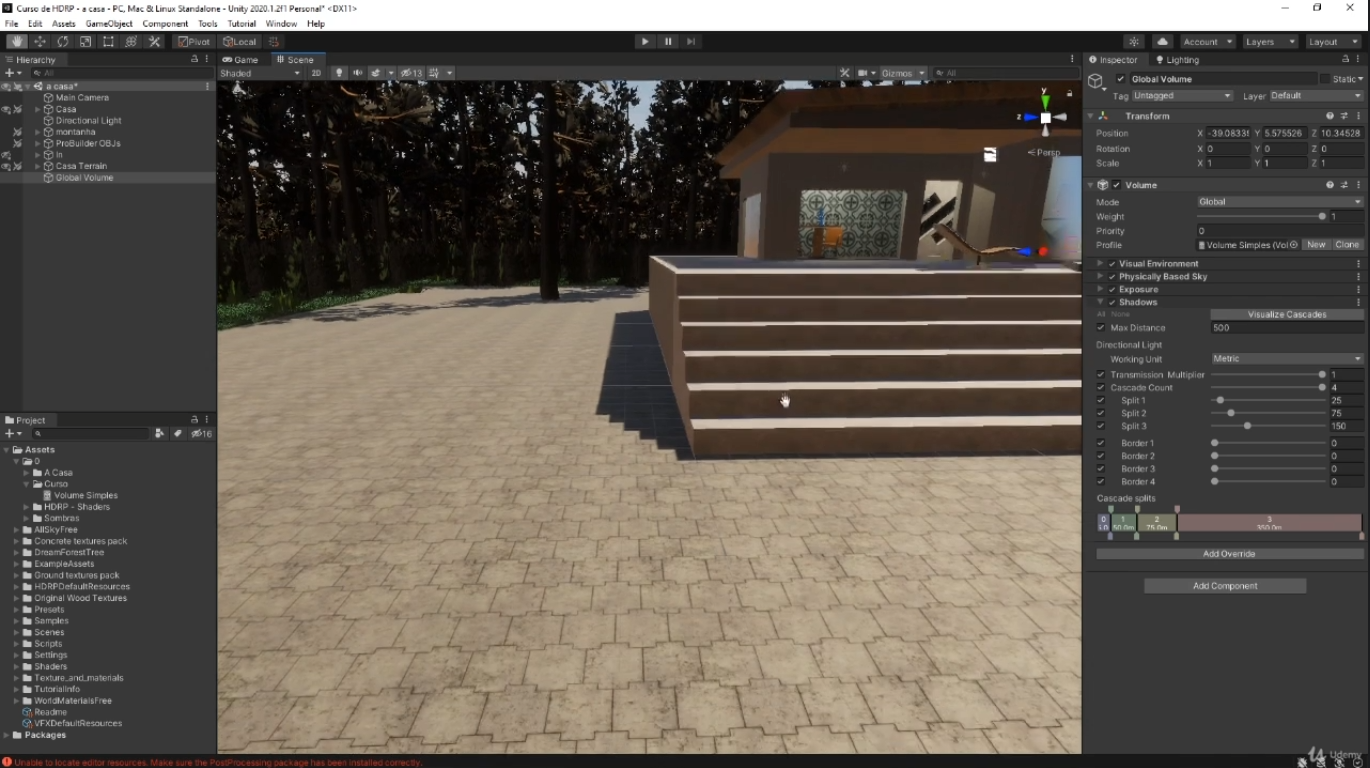 Curso de HDRP - a casa - PC, Mac & Linux Standalone - Unity 2020.1.2f1 Personal* <DX11>
File Edit Assets GameObject Component Tools Tutorial Window Help
Pivot Local Account Layers Layout
Hierarchy
All
a casa*
Main Camera
Casa
Directional Light
montanha
ProBuilder OBJs
In
Casa Terrain
Global Volume
Game Scene
Shaded 2D 13 Gizmos All
y
z
Persp
Project
16
Assets
0
A Casa
Curso
Volume Simples
HDRP - Shaders
Sombras
AllSkyFree
Concrete textures pack
DreamForestTree
ExampleAssets
Ground textures pack
HDRPDefaultResources
Original Wood Textures
Presets
Samples
Scenes
Scripts
Settings
Shaders
Texture_and_materials
TutorialInfo
WorldMaterialsFree
Readme
VFXDefaultResources
Packages
Inspector Lighting
Global Volume Static
Tag Untagged Layer Default
Transform
Position X -39.08331 Y 5.575526 Z 10.34528
Rotation X 0 Y 0 Z 0
Scale X 1 Y 1 Z 1
Volume
Mode Global
Weight 1
Priority 0
Profile Volume Simples (Vol New Clone
Visual Environment
Physically Based Sky
Exposure
Shadows
All None Visualize Cascades
Max Distance 500
Directional Light
Working Unit Metric
Transmission Multiplier 1
Cascade Count 4
Split 1 25
Split 2 75
Split 3 150
Border 1 0
Border 2 0
Border 3 0
Border 4 0
Cascade splits
0 1 2 3
50.0m 75.0m 350.0m
Add Override
Add Component
Unable to locate editor resources. Make sure the PostProcessing package has been installed correctly.
Udemy